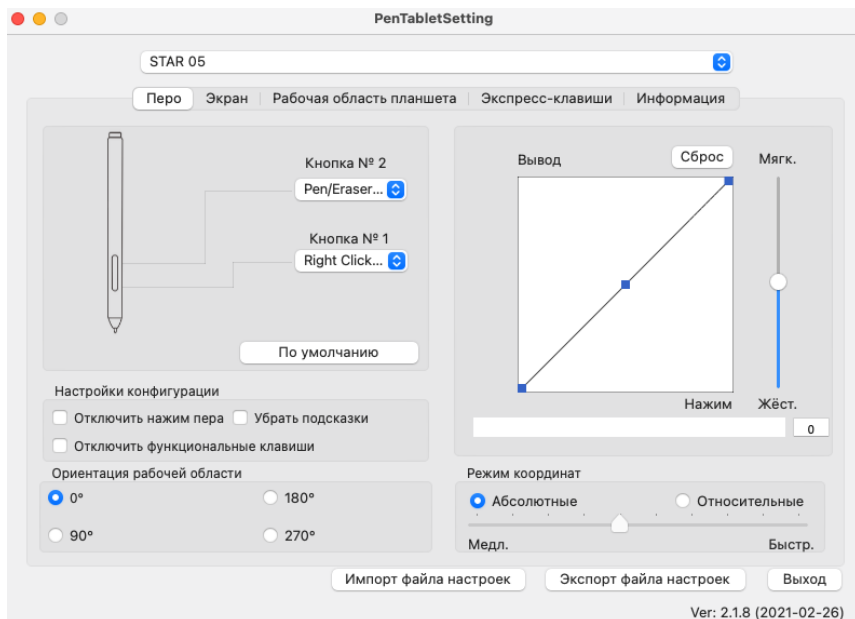 PenTabletSetting
STAR 05
Перо Экран Рабочая область планшета Экспресс-клавиши Информация
Кнопка № 2
Pen/Eraser...
Кнопка № 1
Right Click...
По умолчанию
Вывод Сброс Мягк.
Нажим Жёст.
0
Настройки конфигурации
Отключить нажим пера Убрать подсказки
Отключить функциональные клавиши
Ориентация рабочей области
0° 180°
90° 270°
Режим координат
Абсолютные Относительные
Медл. Быстр.
Импорт файла настроек Экспорт файла настроек Выход
Ver: 2.1.8 (2021-02-26)